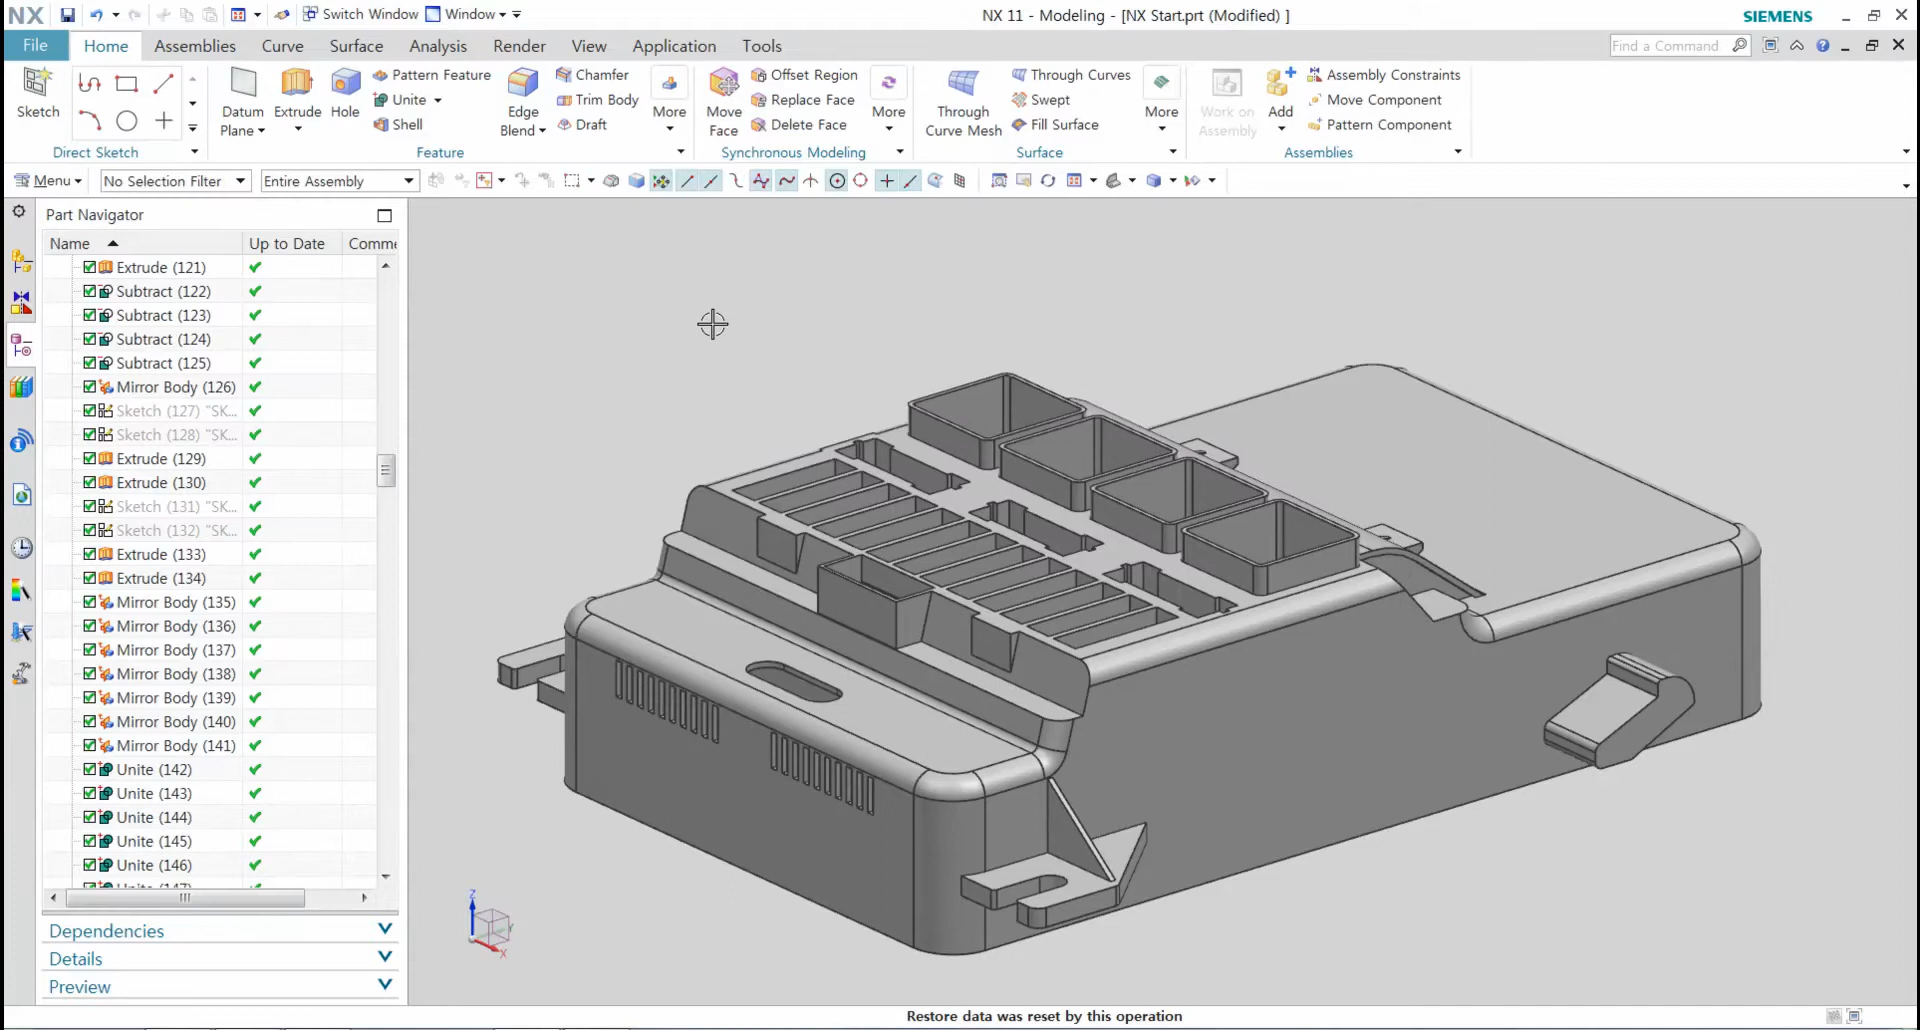 NX Switch Window Window NX 11 - Modeling - [NX Start.prt (Modified) ] SIEMENS
File Home Assemblies Curve Surface Analysis Render View Application Tools Find a Command
Sketch Datum Plane Extrude Hole Pattern Feature Unite Shell Edge Blend Chamfer Trim Body Draft More Move Face Offset Region Replace Face Delete Face More Through Curve Mesh Through Curves Swept Fill Surface More Work on Assembly Add Assembly Constraints Move Component Pattern Component
Direct Sketch Feature Synchronous Modeling Surface Assemblies
Menu No Selection Filter Entire Assembly
Part Navigator
Name Up to Date Comme
Extrude (121)
Subtract (122)
Subtract (123)
Subtract (124)
Subtract (125)
Mirror Body (126)
Sketch (127) "SK...
Sketch (128) "SK...
Extrude (129)
Extrude (130)
Sketch (131) "SK...
Sketch (132) "SK...
Extrude (133)
Extrude (134)
Mirror Body (135)
Mirror Body (136)
Mirror Body (137)
Mirror Body (138)
Mirror Body (139)
Mirror Body (140)
Mirror Body (141)
Unite (142)
Unite (143)
Unite (144)
Unite (145)
Unite (146)
Dependencies
Details
Preview
Z
Y
X
Restore data was reset by this operation